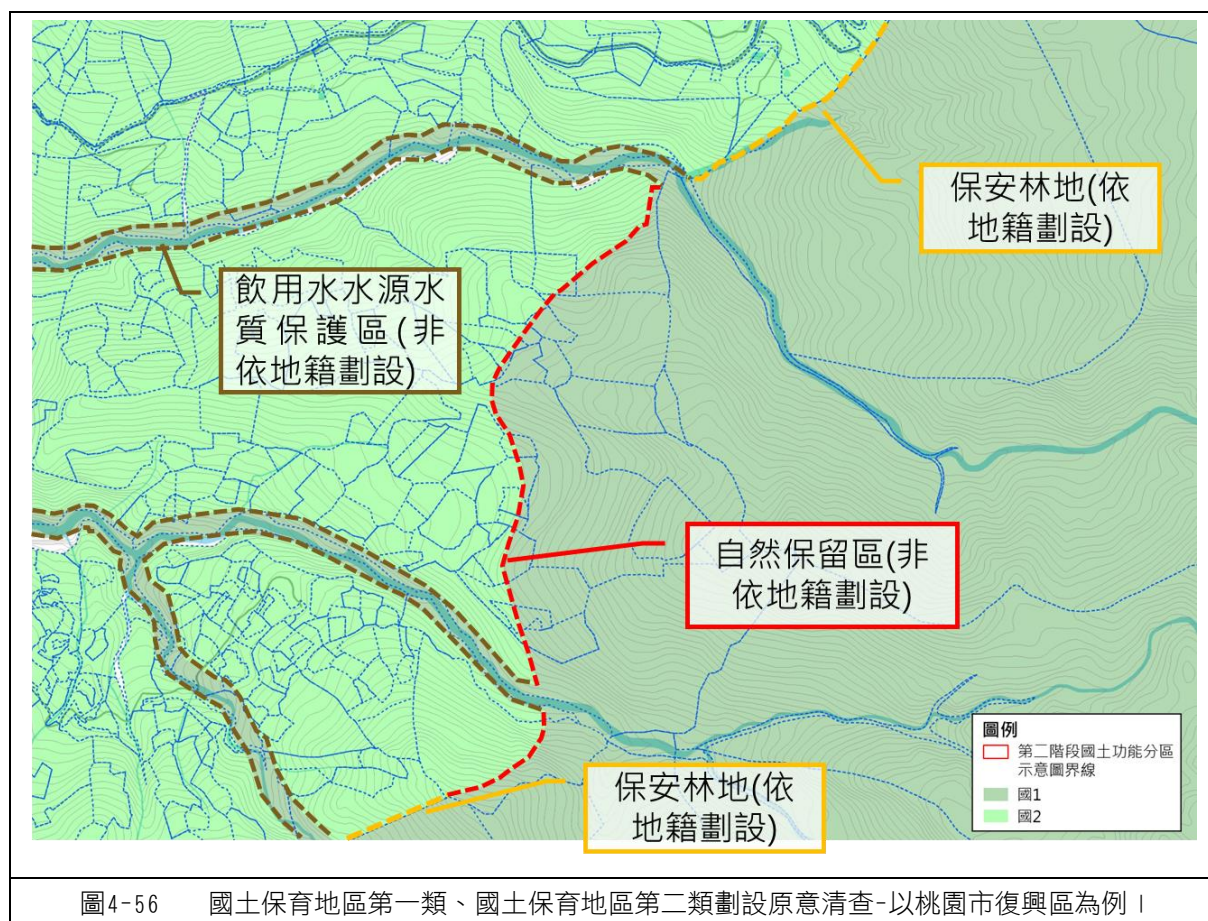 保安林地(依
地籍劃設)
飲用水水源水
質保護區(非
依地籍劃設)
自然保留區(非
依地籍劃設)
圖例
第二階段國土功能分區
示意圖界線
國1
國2
保安林地(依
地籍劃設)
圖4-56 國土保育地區第一類、國土保育地區第二類劃設原意清查-以桃園市復興區為例1